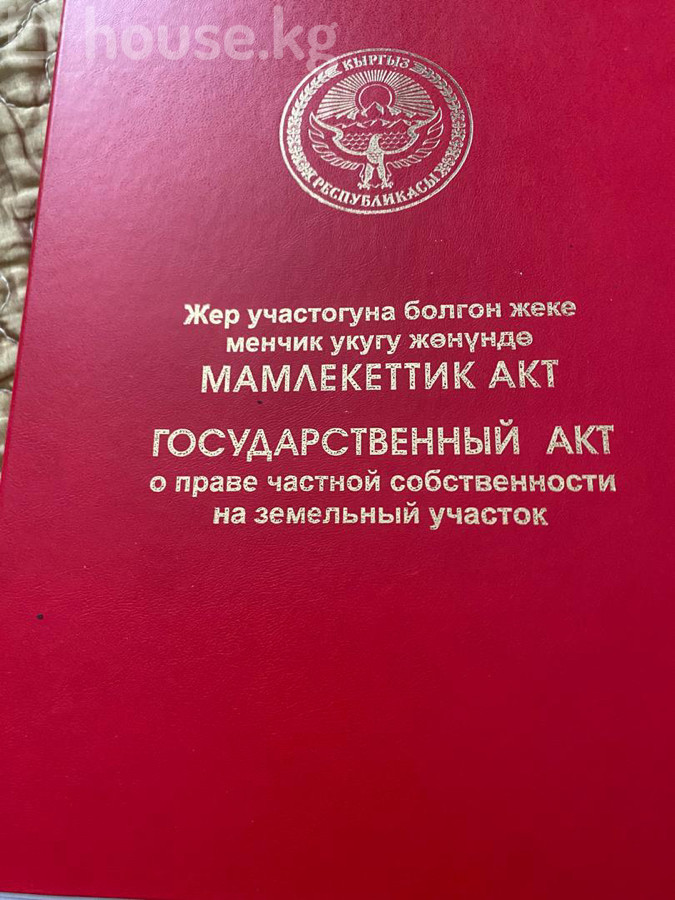 house.kg
КЫРГЫЗ
РЕСПУБЛИКАСЫ
Жер участогуна болгон жеке
менчик укугу жөнүндө
МАМЛЕКЕТТИК АКТ
ГОСУДАРСТВЕННЫЙ АКТ
о праве частной собственности
на земельный участок